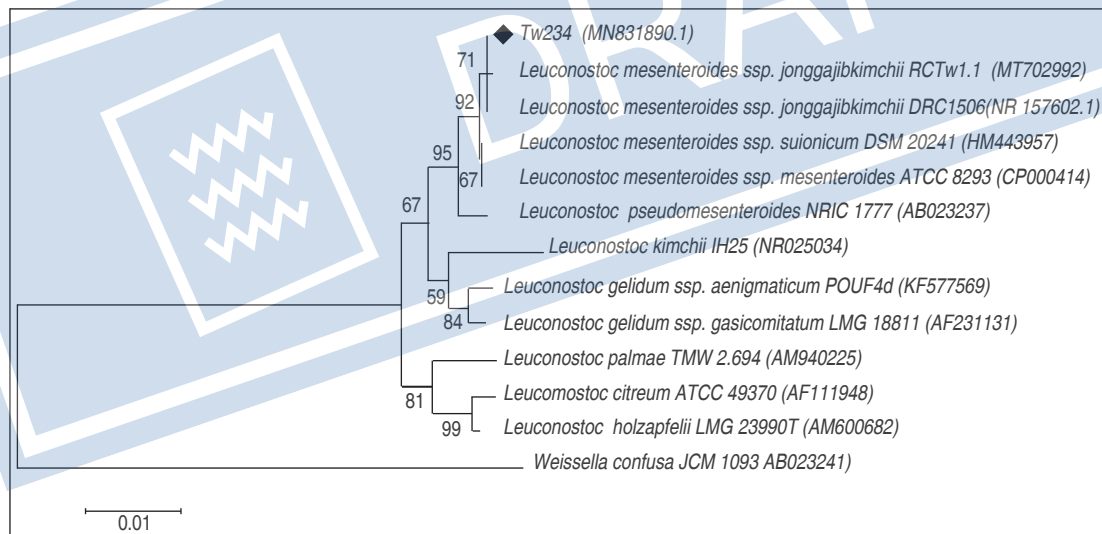 DRA
Tw234 (MN831890.1)
71
Leuconostoc mesenteroides ssp. jonggajibkimchii RCTw1.1 (MT702992)
92
Leuconostoc mesenteroides ssp. jonggajibkimchii DRC1506(NR 157602.1)
Leuconostoc mesenteroides ssp. suionicum DSM 20241 (HM443957)
95
67
Leuconostoc mesenteroides ssp. mesenteroides ATCC 8293 (CP000414)
67
Leuconostoc pseudomesenteroides NRIC 1777 (AB023237)
Leuconostoc kimchii IH25 (NR025034)
59
Leuconostoc gelidum ssp. aenigmaticum POUF4d (KF577569)
84
Leuconostoc gelidum ssp. gasicomitatum LMG 18811 (AF231131)
Leuconostoc palmae TMW 2.694 (AM940225)
81
Leucomostoc citreum ATCC 49370 (AF111948)
99
Leuconostoc holzapfelii LMG 23990T (AM600682)
Weissella confusa JCM 1093 AB023241)
0.01